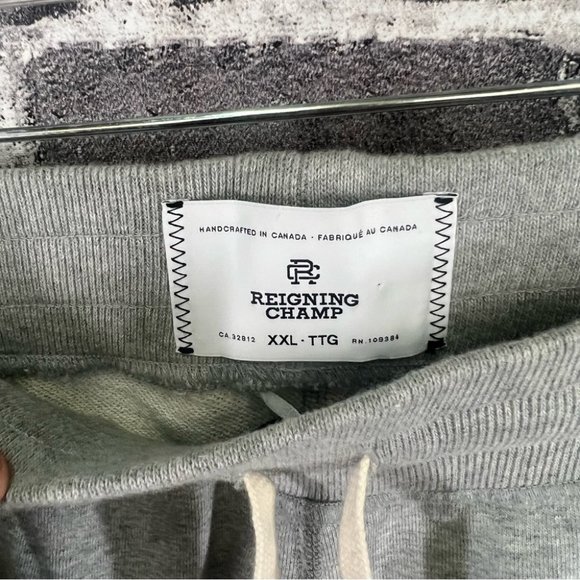 HANDCRAFTED IN CANADA · FABRIQUÉ AU CANADA
RC
REIGNING
CHAMP
CA.32812 XXL · TTG RN.109384